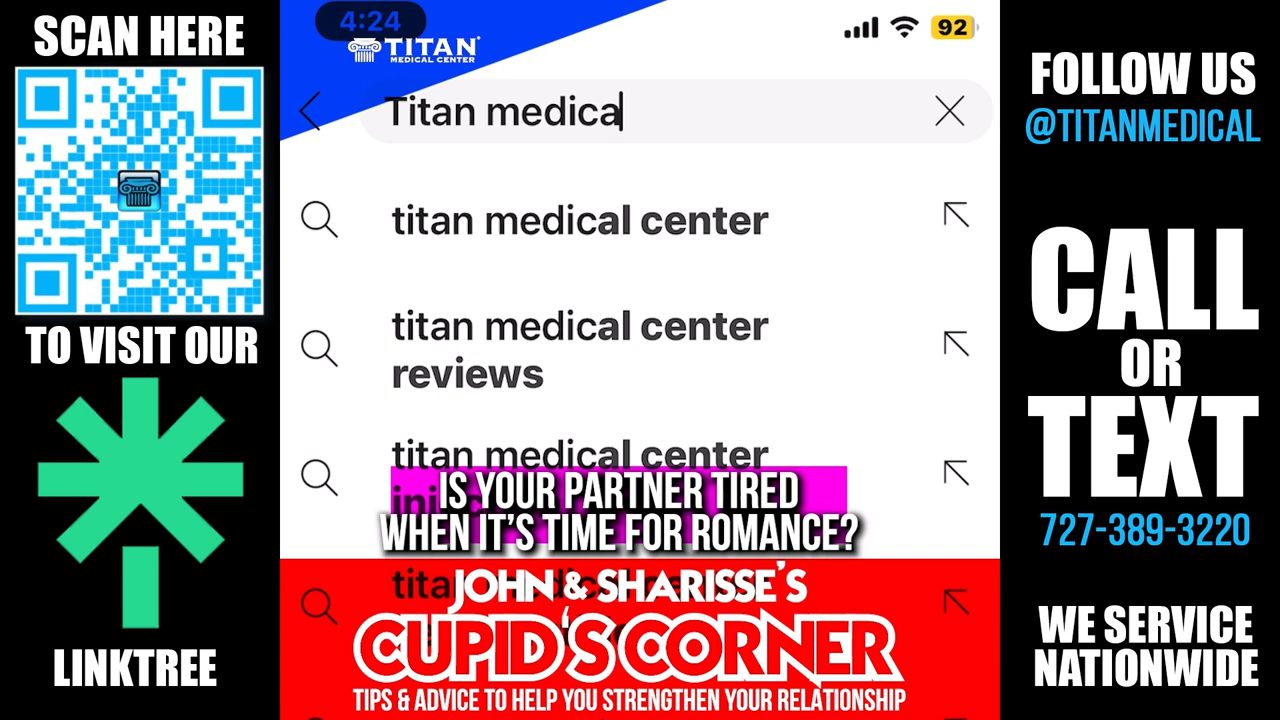 SCAN HERE
TO VISIT OUR
LINKTREE
4:24
92
TITAN
MEDICAL CENTER
Titan medica
titan medical center
titan medical center
reviews
titan medical center
IS YOUR PARTNER TIRED
WHEN IT'S TIME FOR ROMANCE?
JOHN & SHARISSE'S
CUPID'S CORNER
TIPS & ADVICE TO HELP YOU STRENGTHEN YOUR RELATIONSHIP
FOLLOW US
@TITANMEDICAL
CALL
OR
TEXT
727-389-3220
WE SERVICE
NATIONWIDE